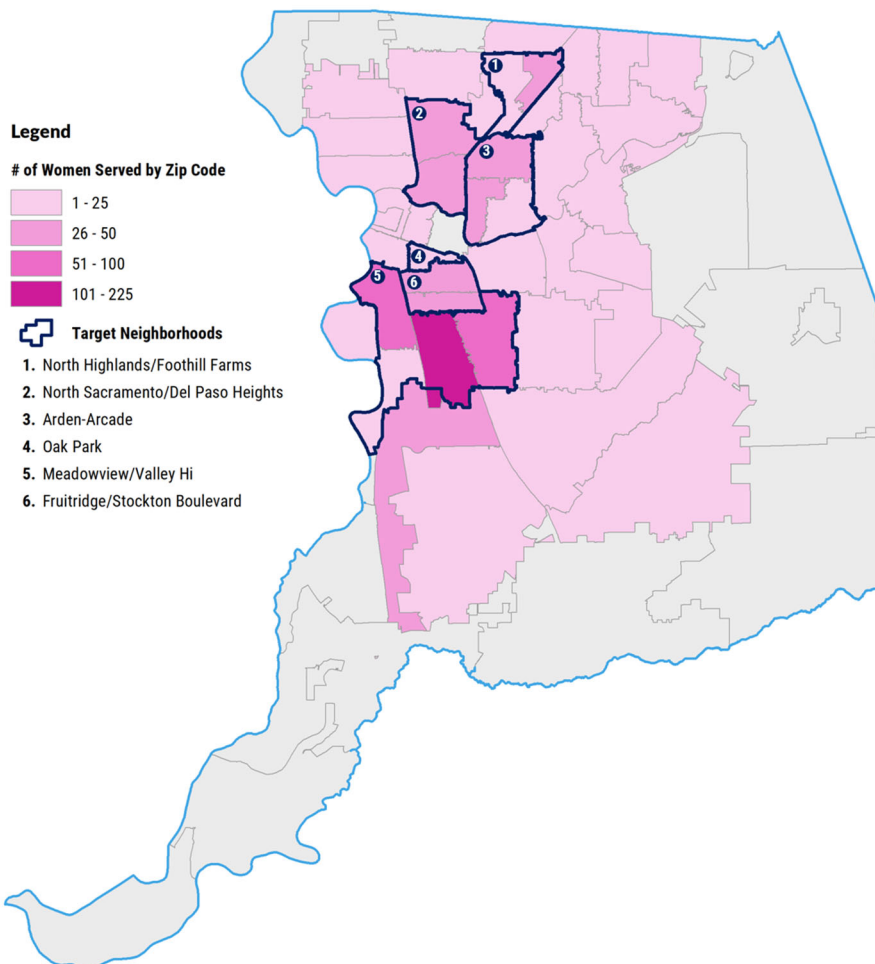 1
2
3
Legend
# of Women Served by Zip Code
1 - 25
26 - 50
51 - 100
101 - 225
4
5
6
Target Neighborhoods
1. North Highlands/Foothill Farms
2. North Sacramento/Del Paso Heights
3. Arden-Arcade
4. Oak Park
5. Meadowview/Valley Hi
6. Fruitridge/Stockton Boulevard